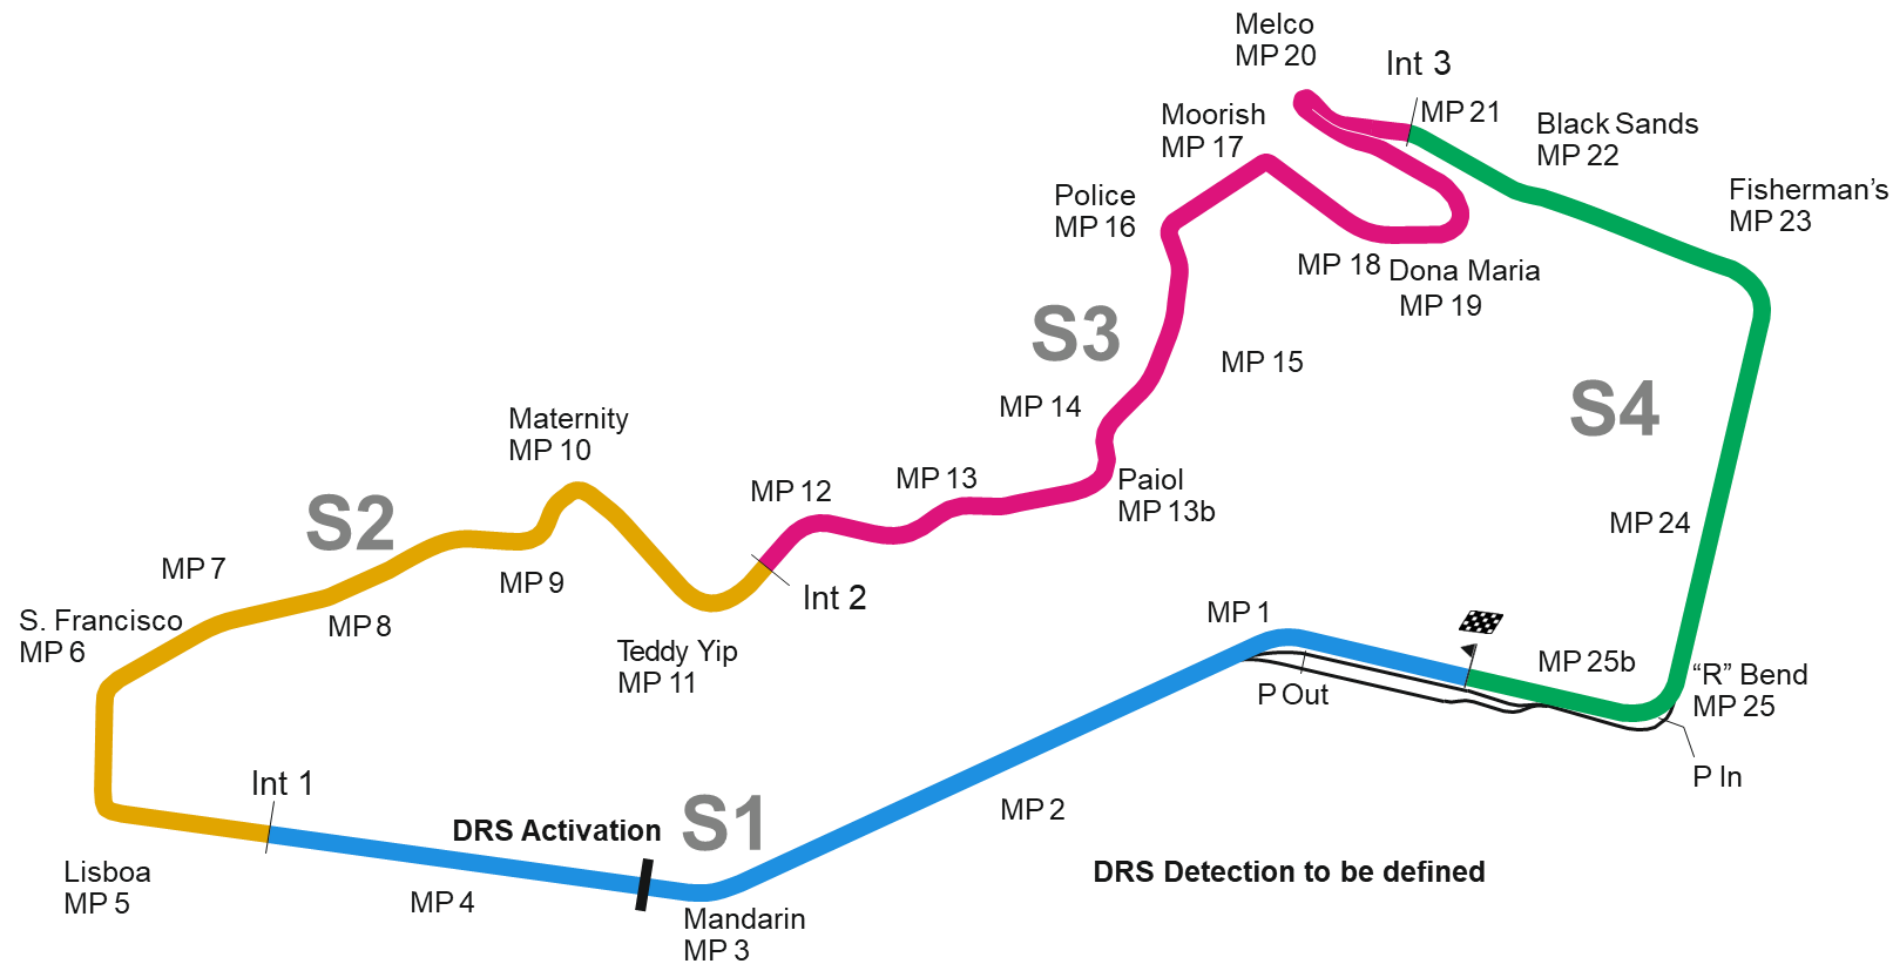 Melco
MP 20
Int 3
MP 21
Moorish
MP 17
Black Sands
MP 22
Police
MP 16
Fisherman's
MP 23
MP 18
Dona Maria
MP 19
S3
MP 15
S4
MP 14
Maternity
MP 10
MP 12
MP 13
Paiol
MP 13b
S2
MP 24
MP 7
MP 9
Int 2
S. Francisco
MP 6
MP 8
MP 1
Teddy Yip
MP 11
MP 25b
"R" Bend
MP 25
P Out
P In
Int 1
DRS Activation
S1
MP 2
Lisboa
MP 5
MP 4
DRS Detection to be defined
Mandarin
MP 3